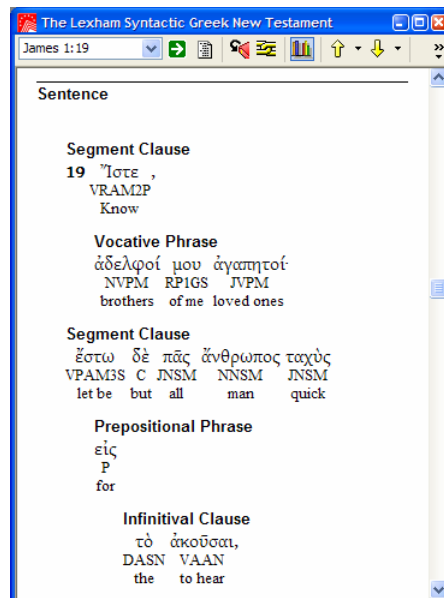 The Lexham Syntactic Greek New Testament
James 1:19
Sentence
Segment Clause
19 Ἴστε ,
VRAM2P
Know
Vocative Phrase
ἀδελφοί μου ἀγαπητοί·
NVPM RP1GS JVPM
brothers of me loved ones
Segment Clause
ἔστω δὲ πᾶς ἄνθρωπος ταχὺς
VPAM3S C JNSM NNSM JNSM
let be but all man quick
Prepositional Phrase
εἰς
P
for
Infinitival Clause
τὸ ἀκοῦσαι,
DASN VAAN
the to hear